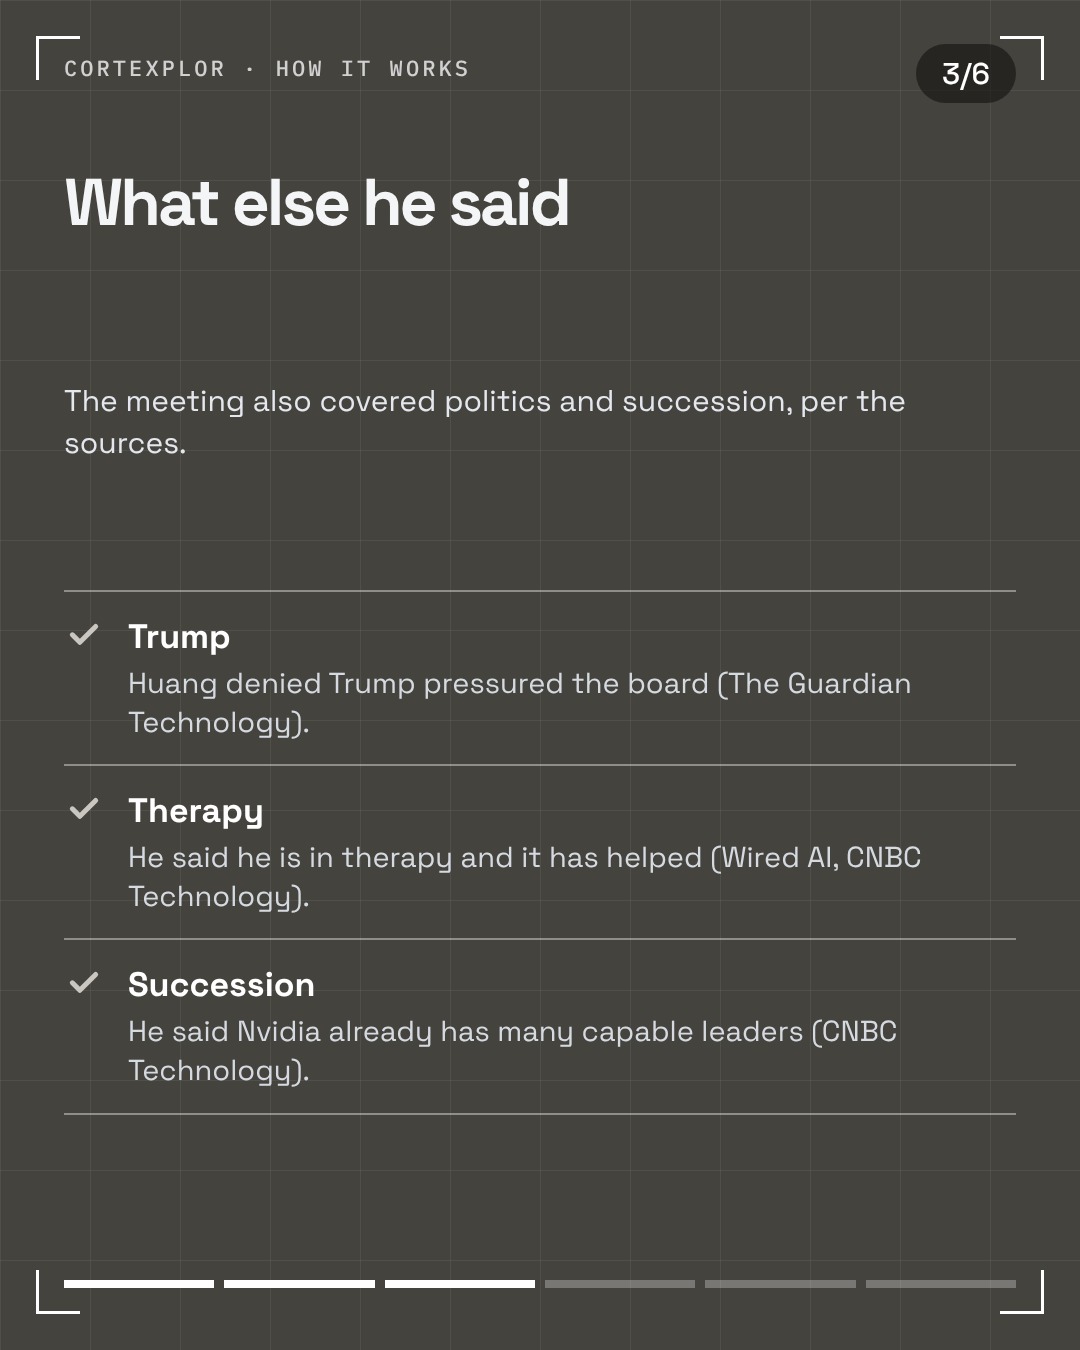 CORTEXPLOR · HOW IT WORKS
3/6
What else he said
The meeting also covered politics and succession, per the
sources.
Trump
Huang denied Trump pressured the board (The Guardian
Technology).
Therapy
He said he is in therapy and it has helped (Wired AI, CNBC
Technology).
Succession
He said Nvidia already has many capable leaders (CNBC
Technology).